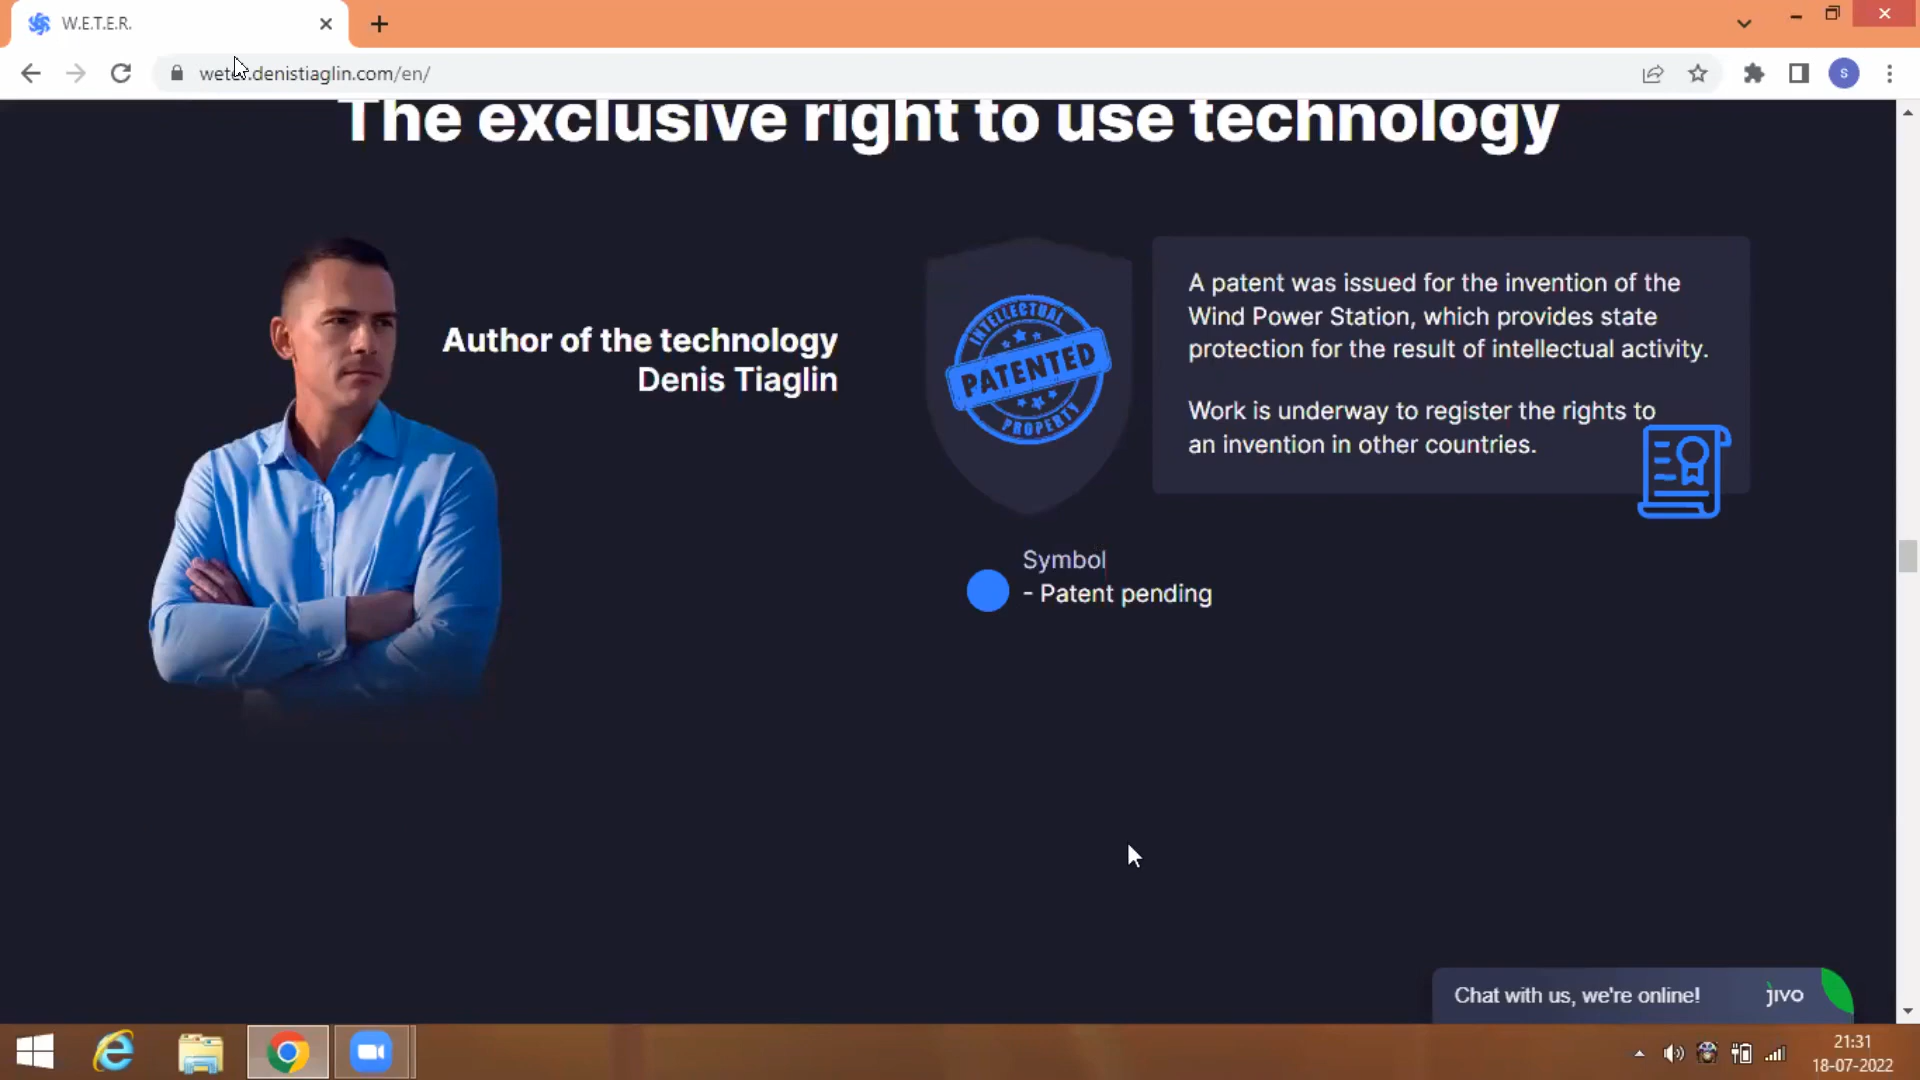 W.E.T.E.R.
weter.denistiaglin.com/en/
S
The exclusive right to use technology
Author of the technology
Denis Tiaglin
INTELLECTUAL
PATENTED
PROPERTY
A patent was issued for the invention of the
Wind Power Station, which provides state
protection for the result of intellectual activity.
Work is underway to register the rights to
an invention in other countries.
Symbol
- Patent pending
Chat with us, we're online!
jivo
21:31
18-07-2022